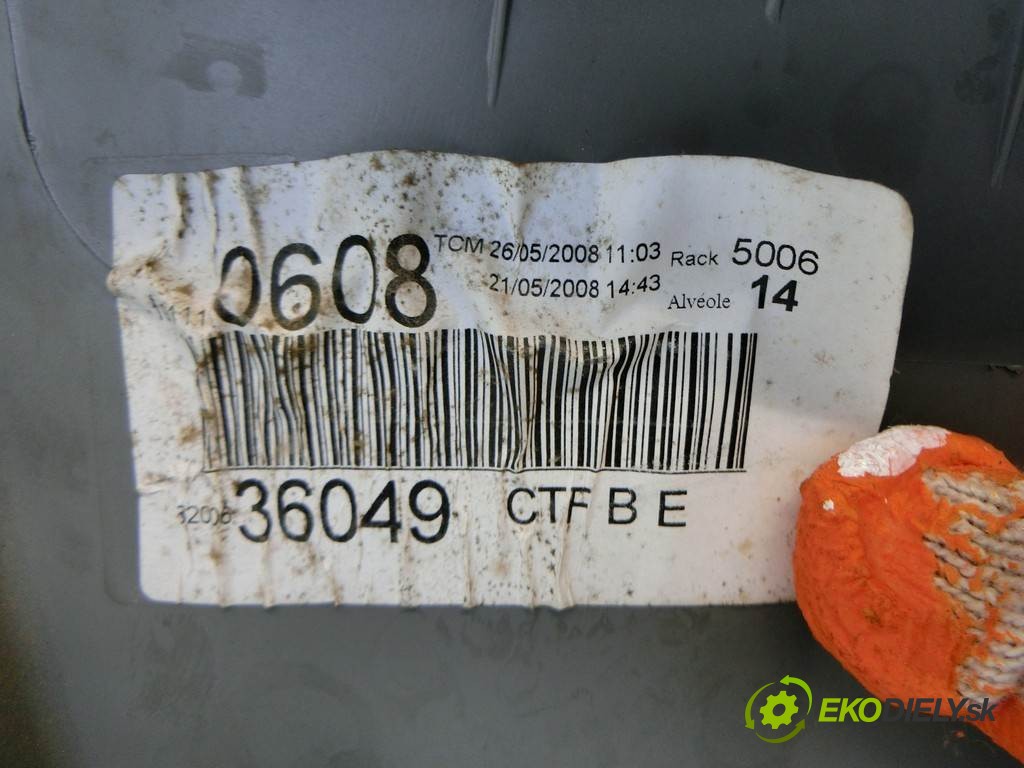 0608 TCM 26/05/2008 11:03 Rack 5006
21/05/2008 14:43 Alvéole 14
36049 CTF B E
EKODIELY.sk